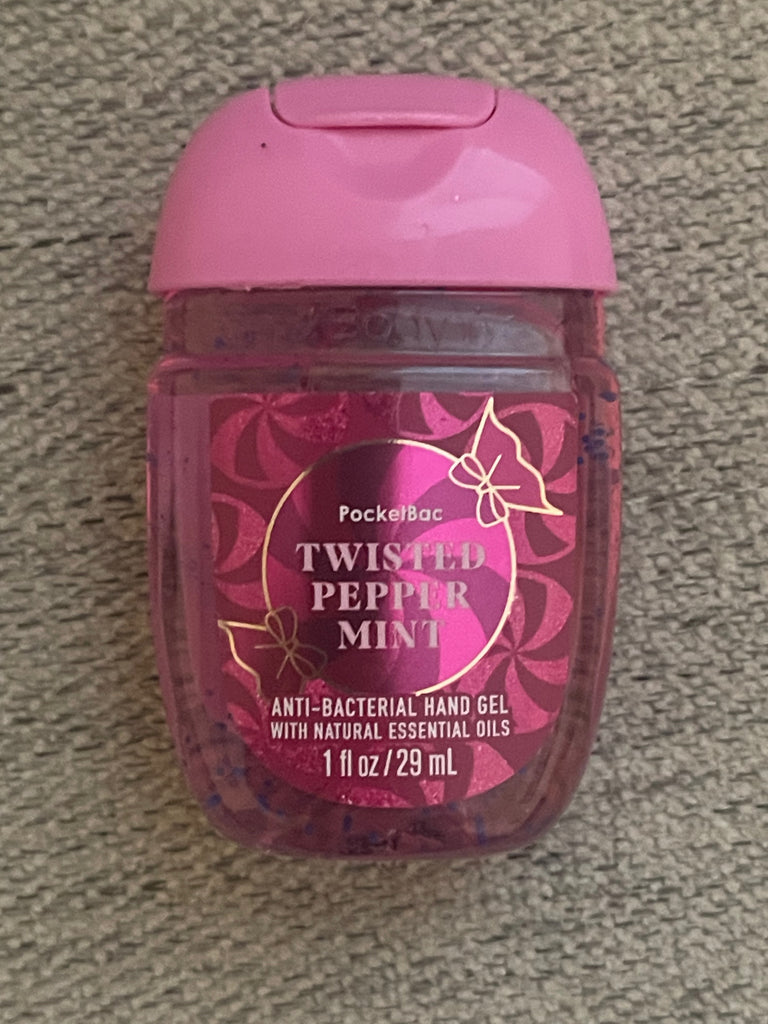 PocketBac
TWISTED
PEPPER
MINT
ANTI-BACTERIAL HAND GEL
WITH NATURAL ESSENTIAL OILS
1 fl oz / 29 mL